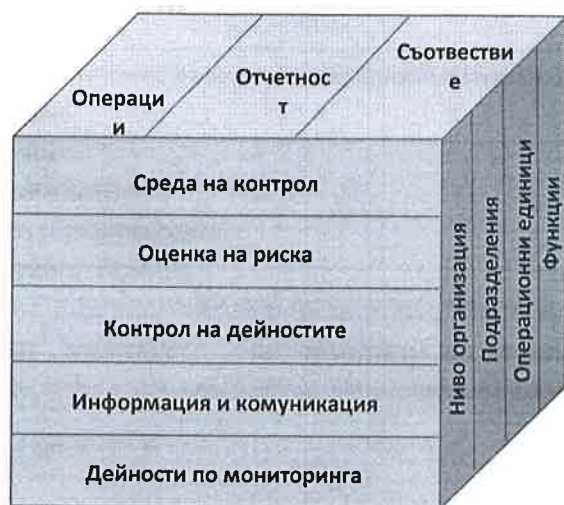 Операци
и
Отчетнос
т
Съотвестви
е
Среда на контрол
Оценка на риска
Контрол на дейностите
Информация и комуникация
Дейности по мониторинга
Ниво организация
Подразделения
Операционни единици
Функции